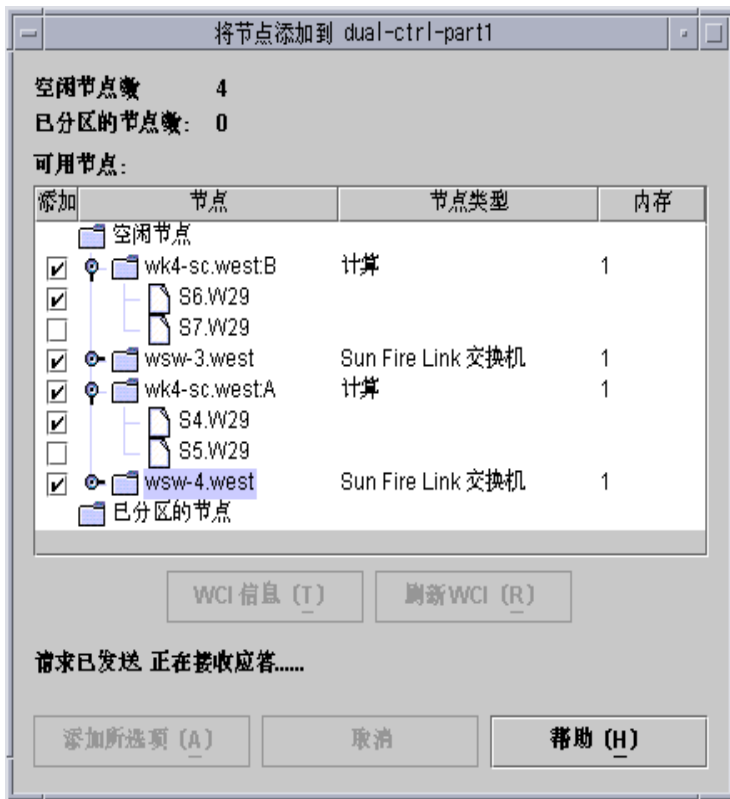 将节点添加到 dual-ctrl-part1
空闲节点数 4
已分区的节点数: 0
可用节点:
添加 节点 节点类型 内存
空闲节点
wk4-sc.west:B 计算 1
S6.W29
S7.W29
wsw-3.west Sun Fire Link 交换机 1
wk4-sc.west:A 计算 1
S4.W29
S5.W29
wsw-4.west Sun Fire Link 交换机 1
已分区的节点
WCI 信息 (T) 刷新WCI (R)
请求已发送 正在接收应答......
添加所选项 (A) 取消 帮助 (H)